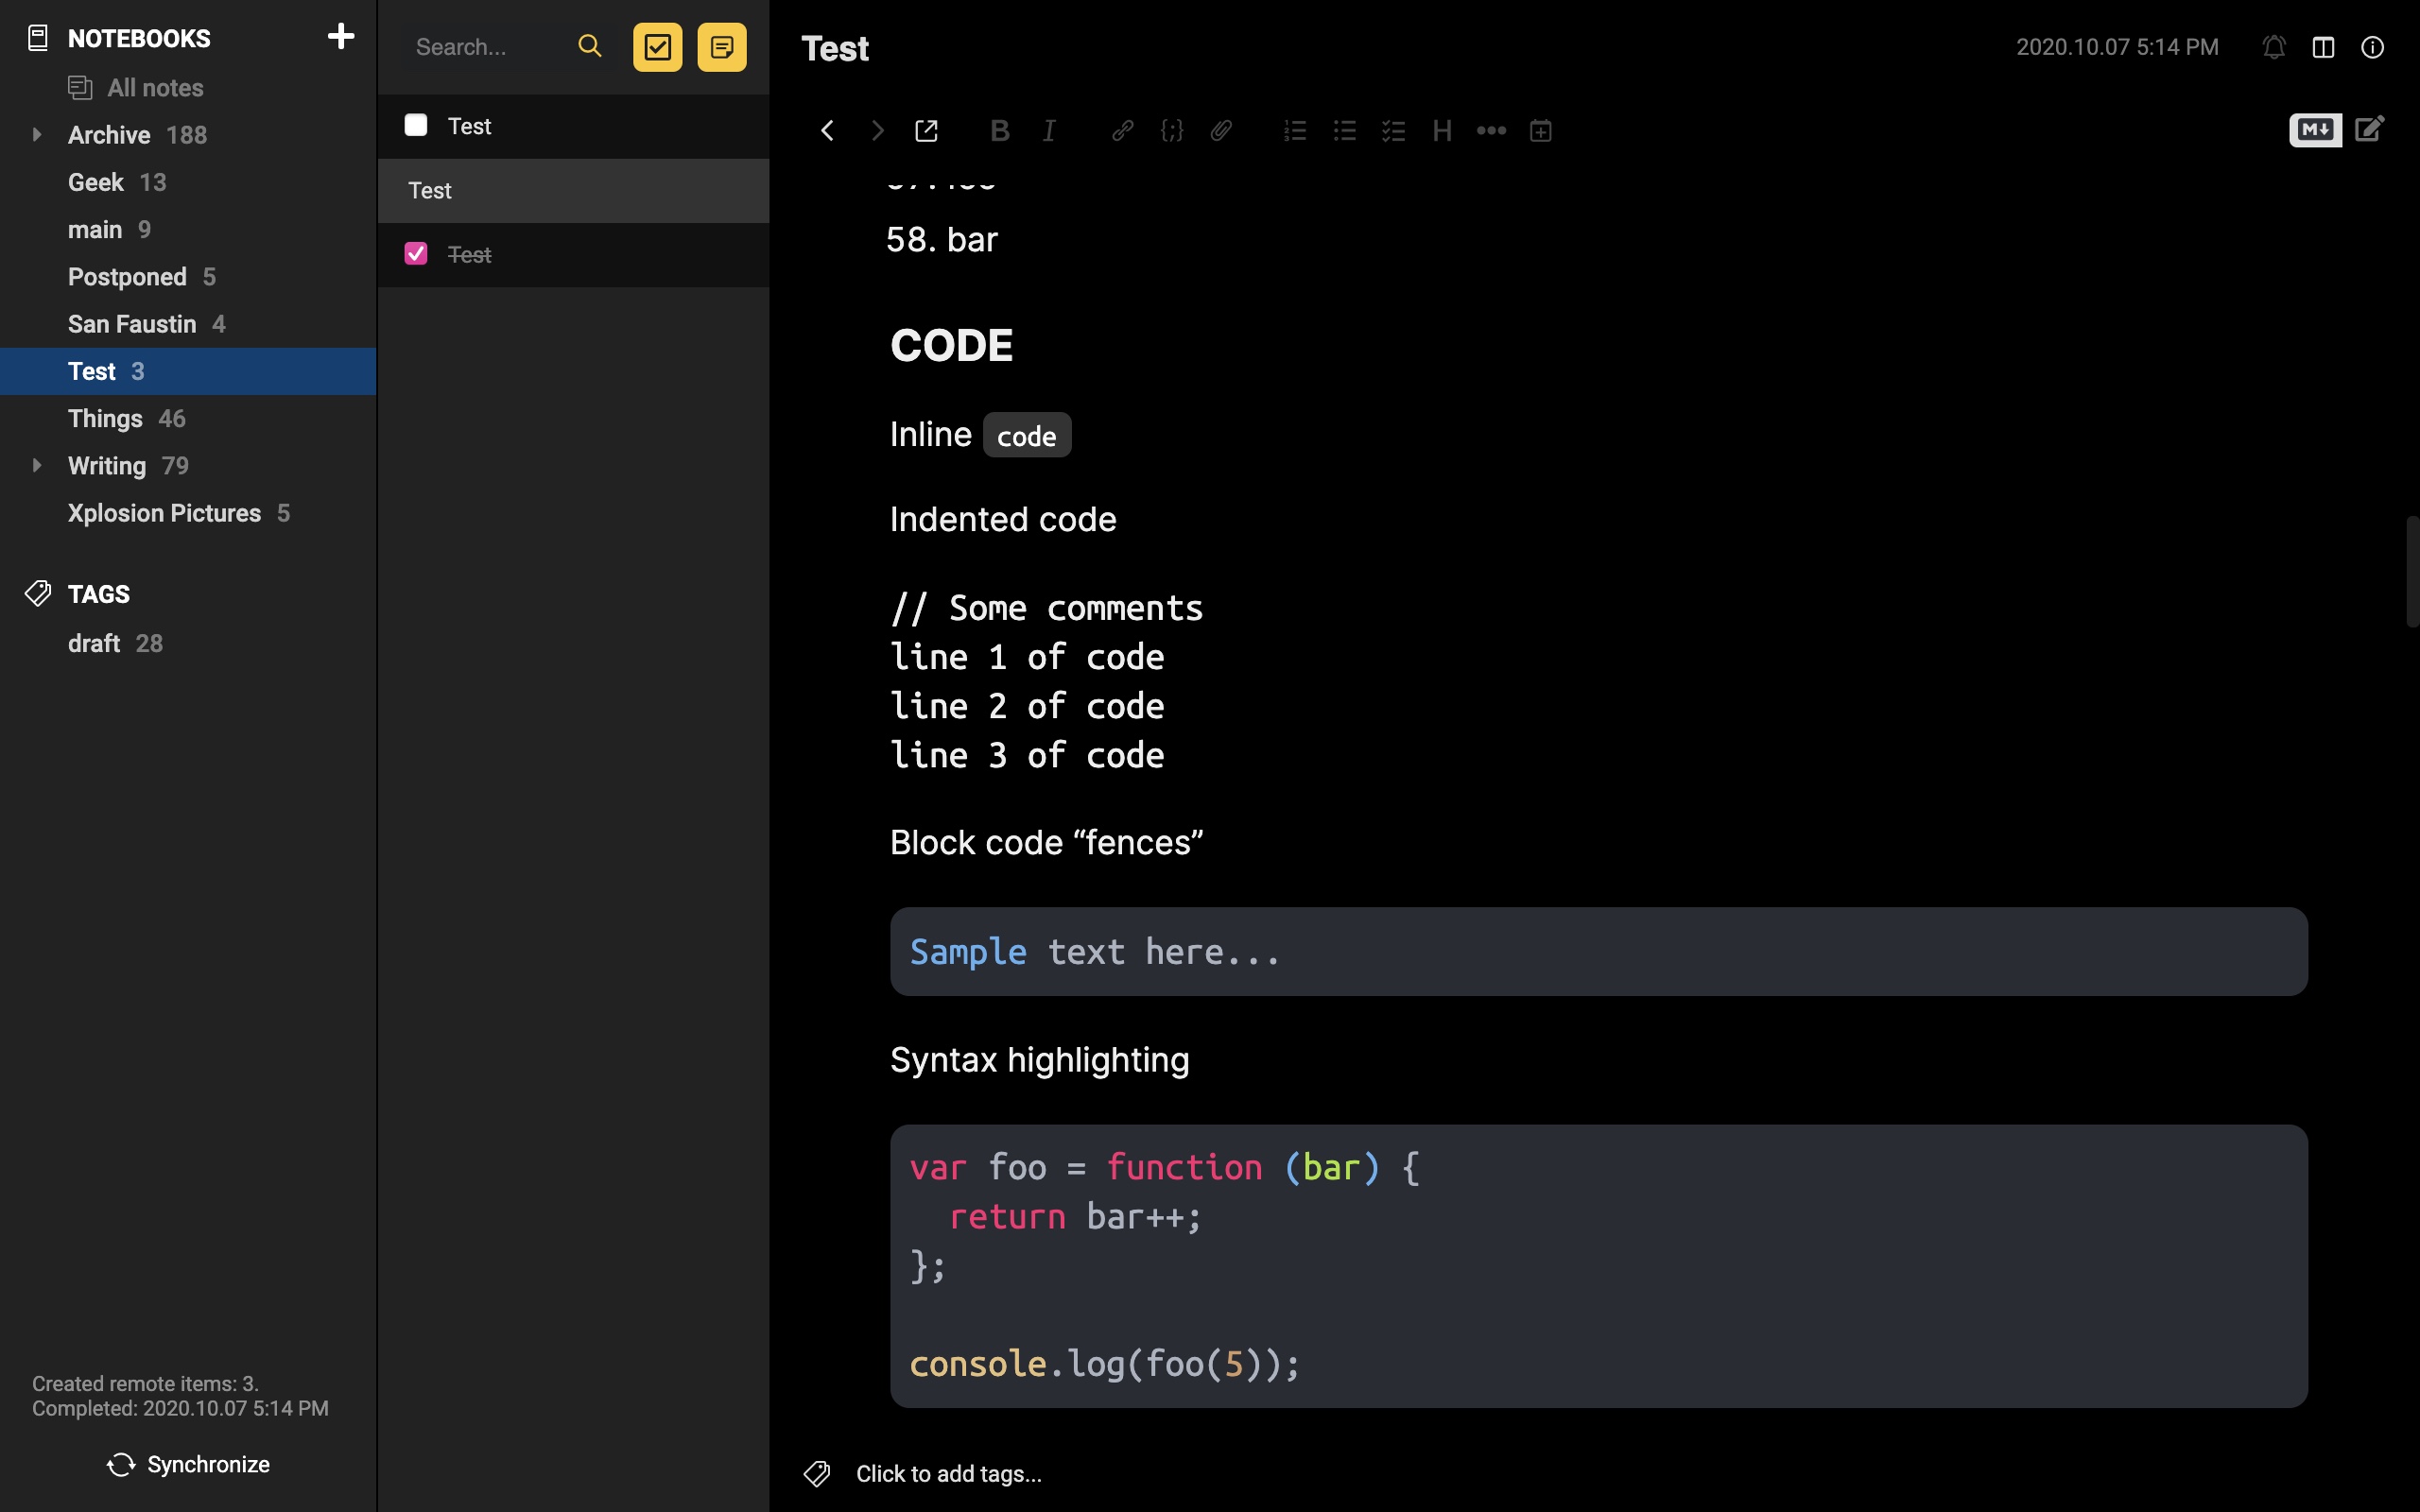 NOTEBOOKS
All notes
Archive 188
Geek 13
main 9
Postponed 5
San Faustin 4
Test 3
Things 46
Writing 79
Xplosion Pictures 5
TAGS
draft 28
Created remote items: 3.
Completed: 2020.10.07 5:14 PM
Synchronize
Search...
Test
Test
Test
Test
2020.10.07 5:14 PM
B I H M↓
58. bar
CODE
Inline code
Indented code
// Some comments
line 1 of code
line 2 of code
line 3 of code
Block code “fences”
Sample text here...
Syntax highlighting
var foo = function (bar) {
  return bar++;
};
console.log(foo(5));
Click to add tags...